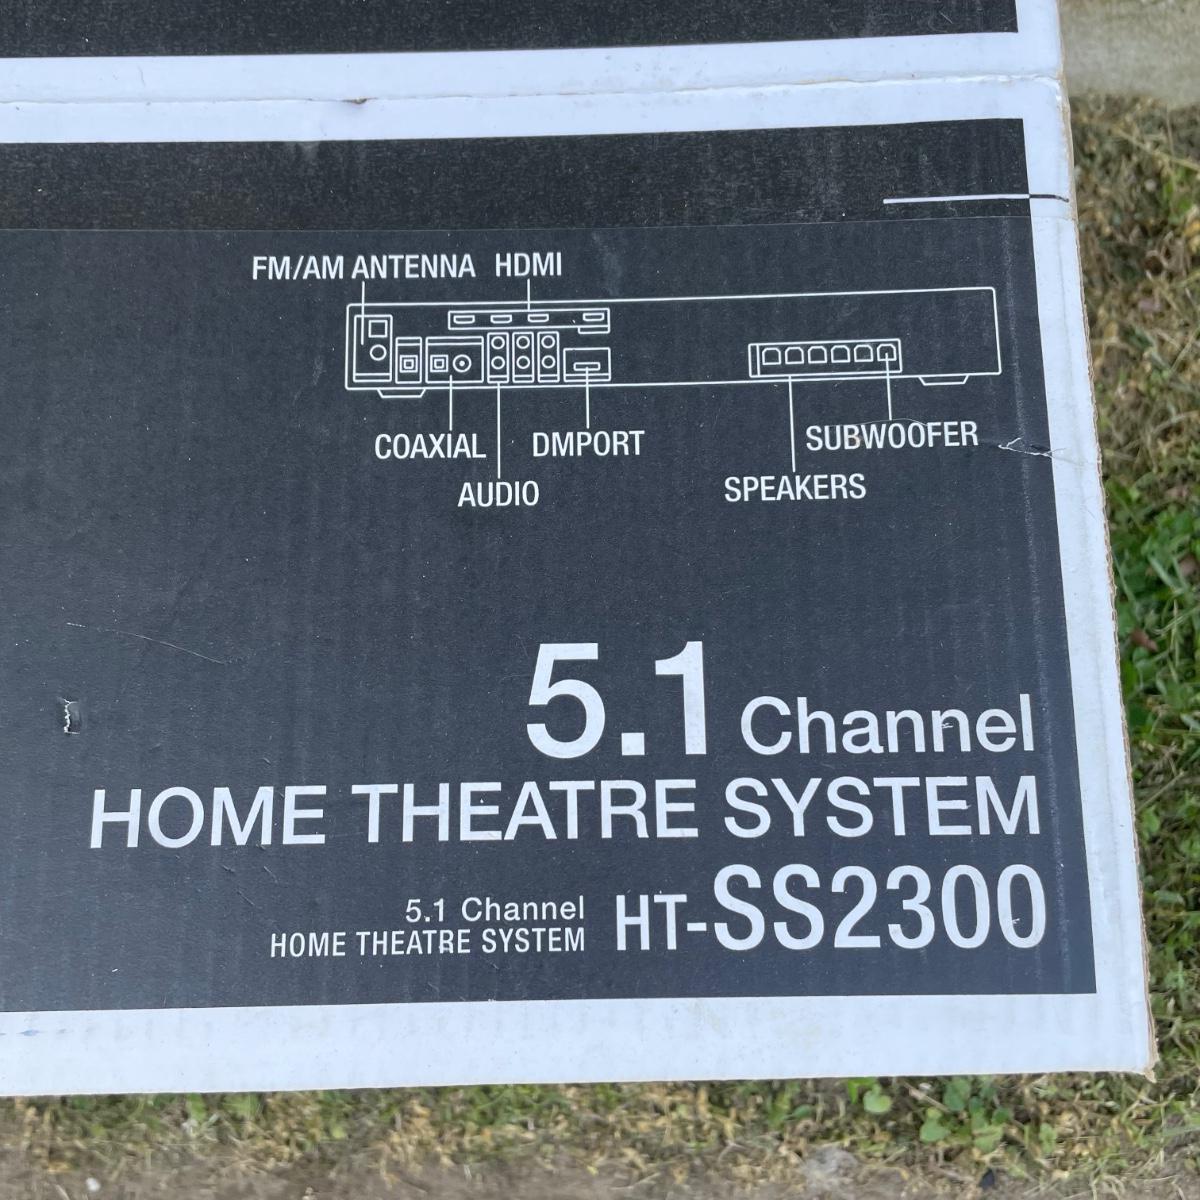 FM/AM ANTENNA HDMI
COAXIAL DMPORT SUBWOOFER
AUDIO SPEAKERS
5.1 Channel
HOME THEATRE SYSTEM
5.1 Channel
HOME THEATRE SYSTEM HT-SS2300